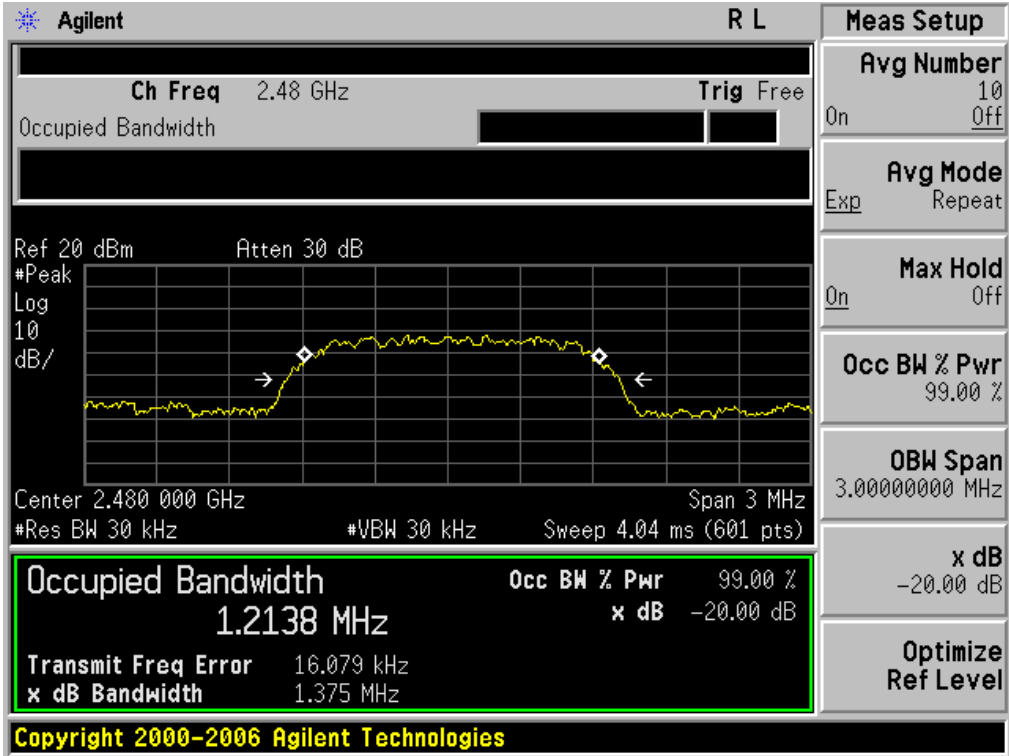 Agilent R L
Ch Freq 2.48 GHz Trig Free
Occupied Bandwidth
Ref 20 dBm Atten 30 dB
#Peak
Log
10
dB/
Center 2.480 000 GHz Span 3 MHz
#Res BW 30 kHz #VBW 30 kHz Sweep 4.04 ms (601 pts)
Occupied Bandwidth Occ BW % Pwr 99.00 %
1.2138 MHz x dB -20.00 dB
Transmit Freq Error 16.079 kHz
x dB Bandwidth 1.375 MHz
Copyright 2000-2006 Agilent Technologies
Meas Setup
Avg Number
10
On Off
Avg Mode
Exp Repeat
Max Hold
On Off
Occ BW % Pwr
99.00 %
OBW Span
3.00000000 MHz
x dB
-20.00 dB
Optimize
Ref Level